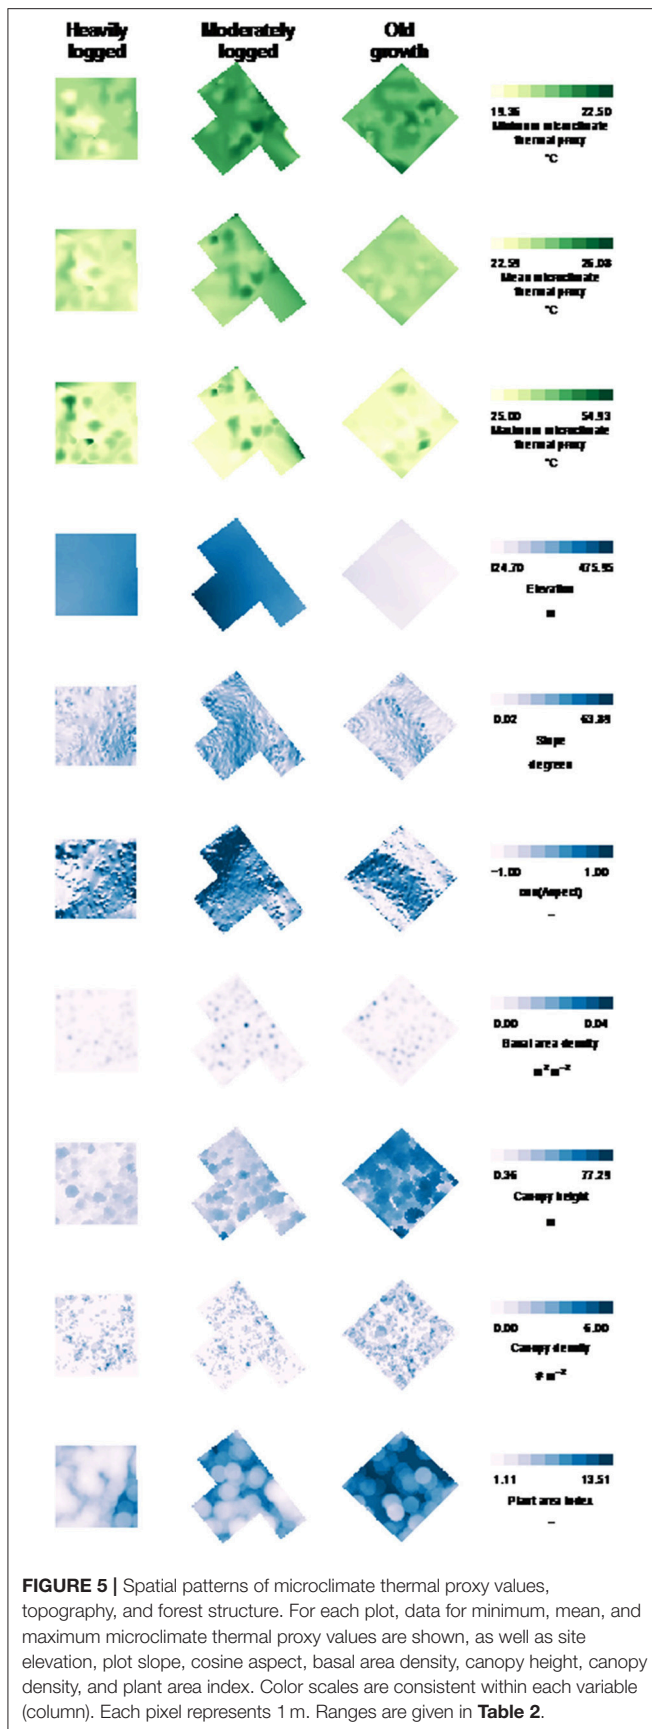 Heavily logged
Moderately logged
Old growth
22.50
Minimum microclimate
thermal proxy
°C
22.59 26.08
Mean microclimate
thermal proxy
°C
25.00 54.93
Maximum microclimate
thermal proxy
°C
124.70 475.95
Elevation
m
0.02
Slope
degrees
−1.00 1.00
cos(Aspect)
–
0.00 0.04
Basal area density
m² m⁻²
0.36 77.29
Canopy height
m
0.00 6.00
Canopy density
# m⁻²
1.11 13.51
Plant area index
–
FIGURE 5 | Spatial patterns of microclimate thermal proxy values,
topography, and forest structure. For each plot, data for minimum, mean, and
maximum microclimate thermal proxy values are shown, as well as site
elevation, plot slope, cosine aspect, basal area density, canopy height, canopy
density, and plant area index. Color scales are consistent within each variable
(column). Each pixel represents 1 m. Ranges are given in Table 2.